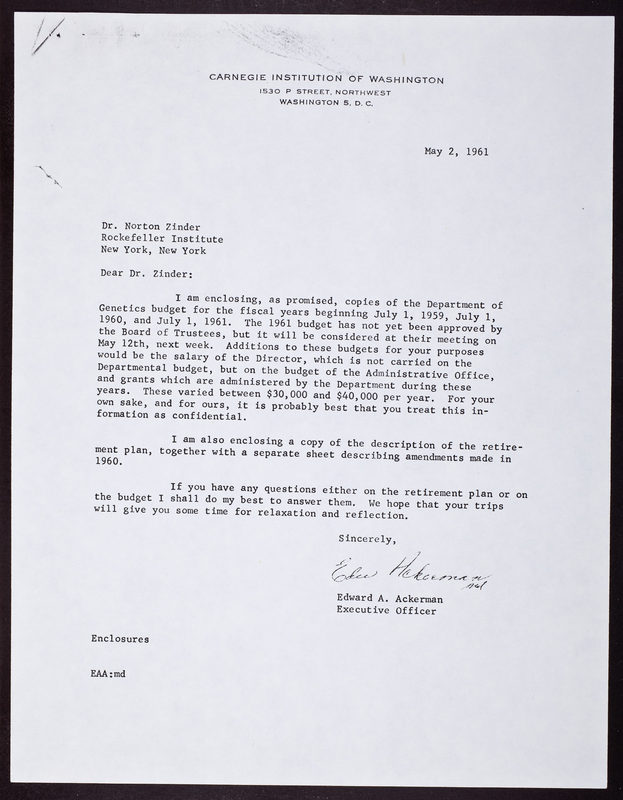 CARNEGIE INSTITUTION OF WASHINGTON
1530 P STREET, NORTHWEST
WASHINGTON 5, D. C.
May 2, 1961
Dr. Norton Zinder
Rockefeller Institute
New York, New York
Dear Dr. Zinder:
I am enclosing, as promised, copies of the Department of
Genetics budget for the fiscal years beginning July 1, 1959, July 1,
1960, and July 1, 1961. The 1961 budget has not yet been approved by
the Board of Trustees, but it will be considered at their meeting on
May 12th, next week. Additions to these budgets for your purposes
would be the salary of the Director, which is not carried on the
Departmental budget, but on the budget of the Administrative Office,
and grants which are administered by the Department during these
years. These varied between $30,000 and $40,000 per year. For your
own sake, and for ours, it is probably best that you treat this in-
formation as confidential.
I am also enclosing a copy of the description of the retire-
ment plan, together with a separate sheet describing amendments made in
1960.
If you have any questions either on the retirement plan or on
the budget I shall do my best to answer them. We hope that your trips
will give you some time for relaxation and reflection.
Sincerely,
Ackerman
Edward A. Ackerman
Executive Officer
Enclosures
EAA:md